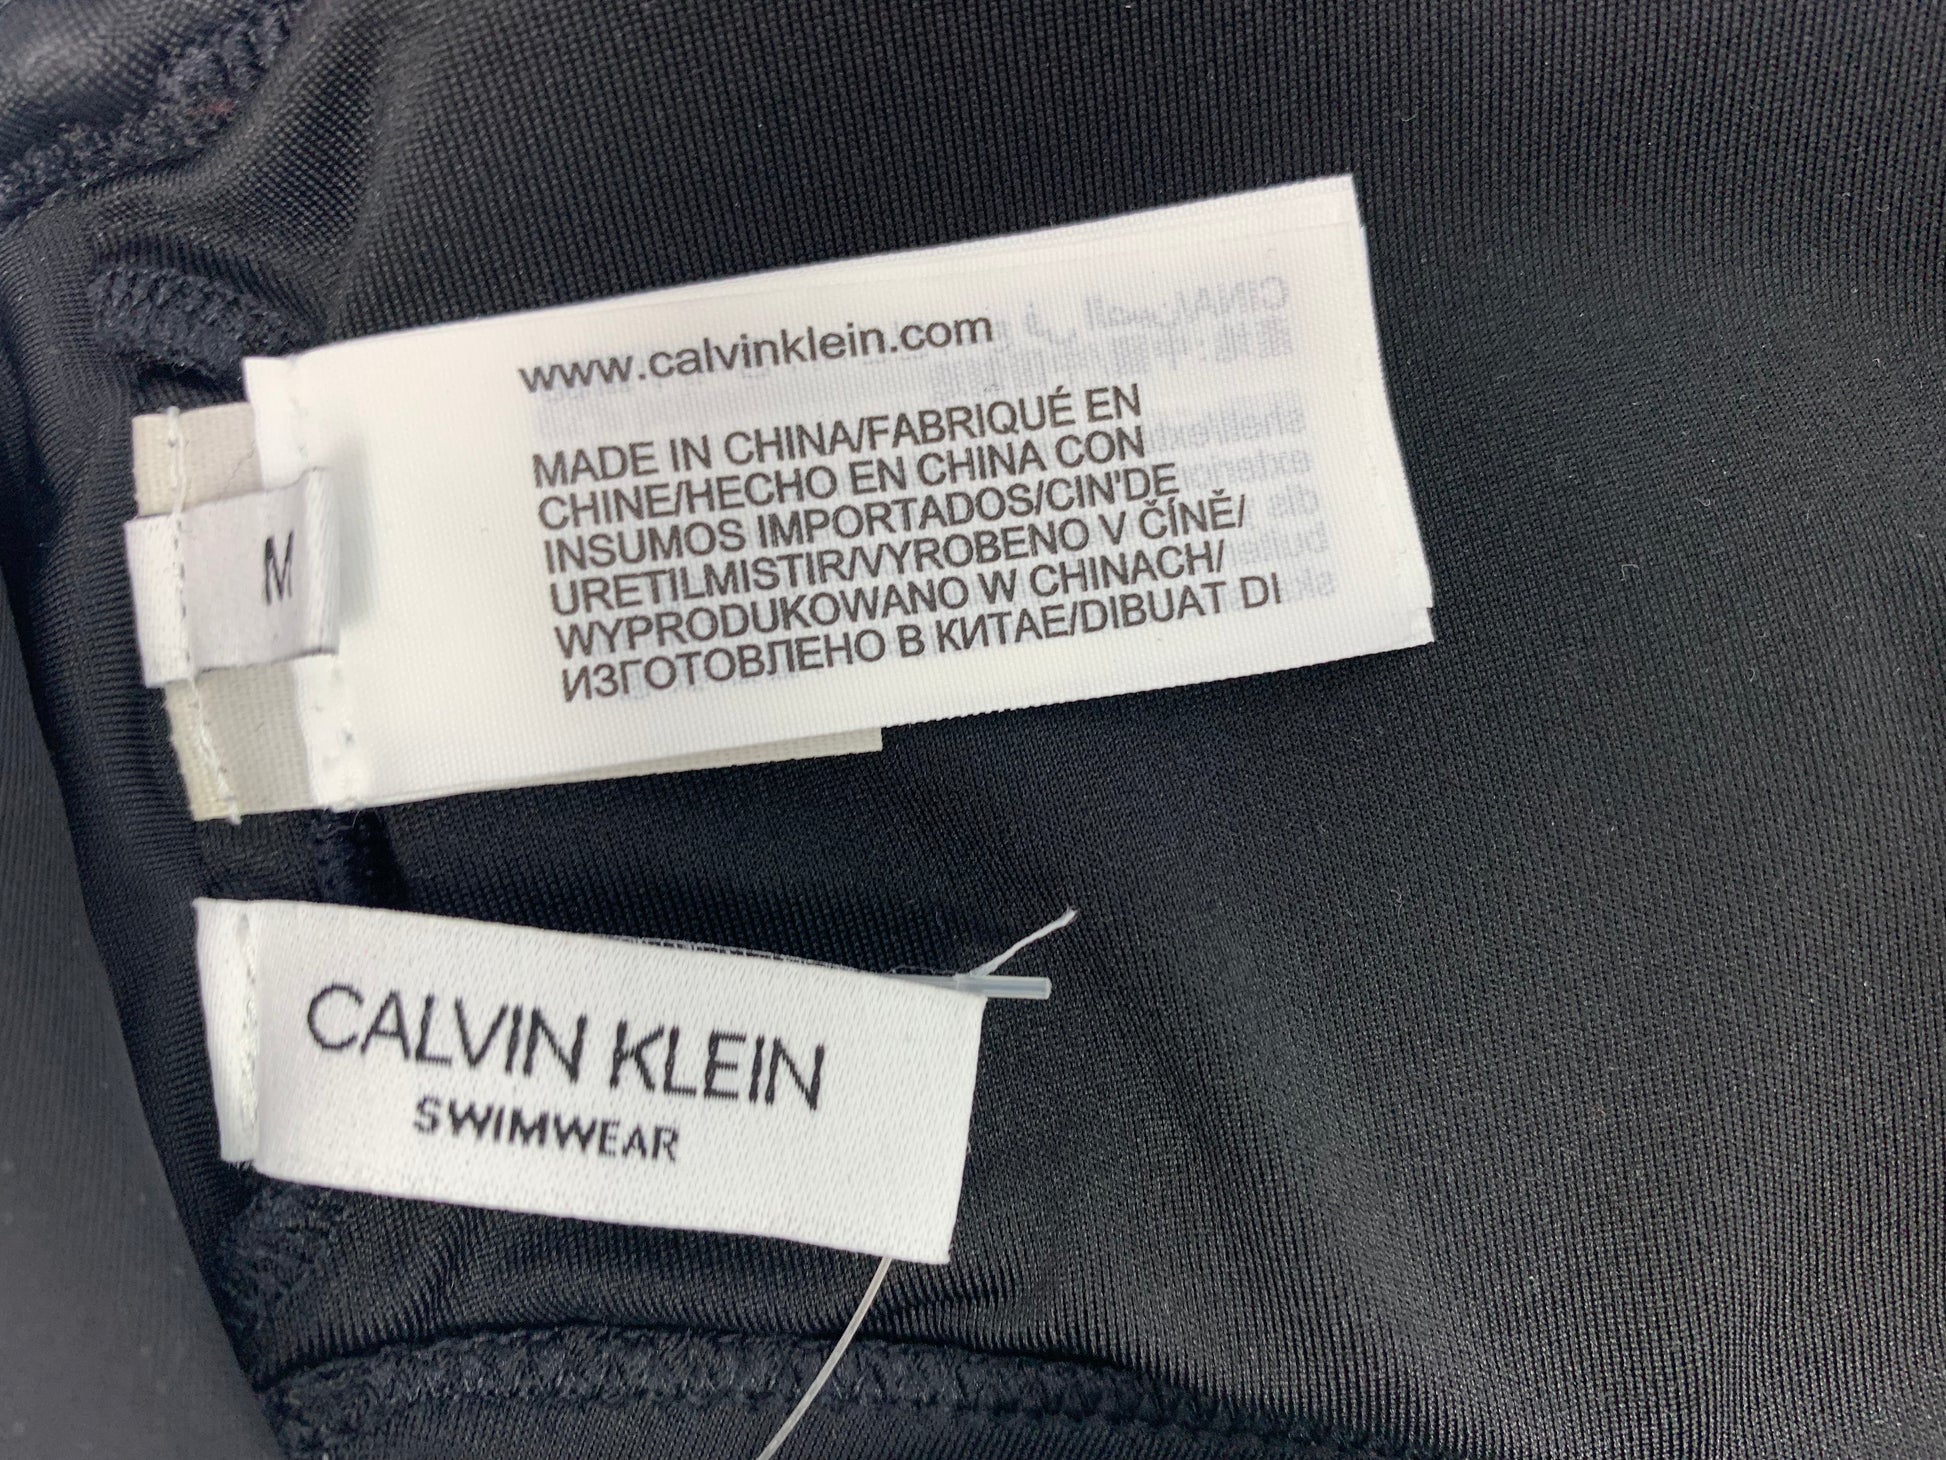 www.calvinklein.com
MADE IN CHINA/FABRIQUÉ EN
CHINE/HECHO EN CHINA CON
INSUMOS IMPORTADOS/CIN'DE
URETILMISTIR/VYROBENO V ČÍNĚ/
WYPRODUKOWANO W CHINACH/
ИЗГОТОВЛЕНО В КИТАЕ/DIBUAT DI
M
CALVIN KLEIN
SWIMWEAR